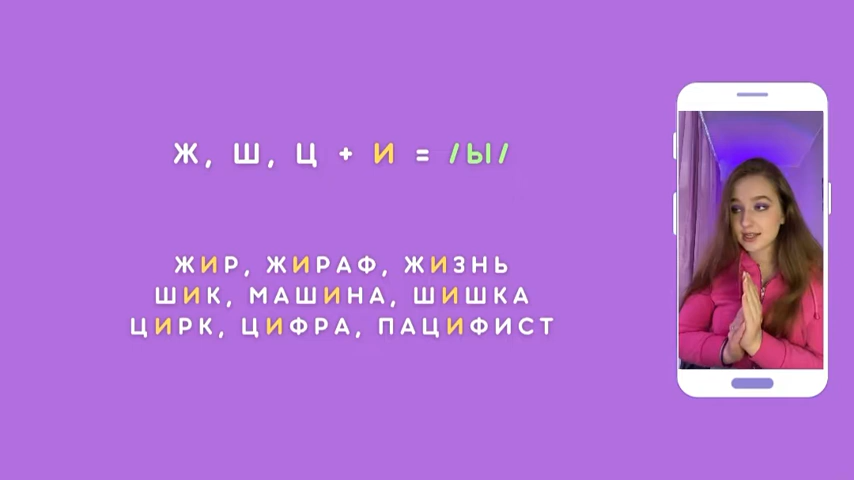 Ж, Ш, Ц + И = /Ы/
ЖИР, ЖИРАФ, ЖИЗНЬ
ШИК, МАШИНА, ШИШКА
ЦИРК, ЦИФРА, ПАЦИФИСТ